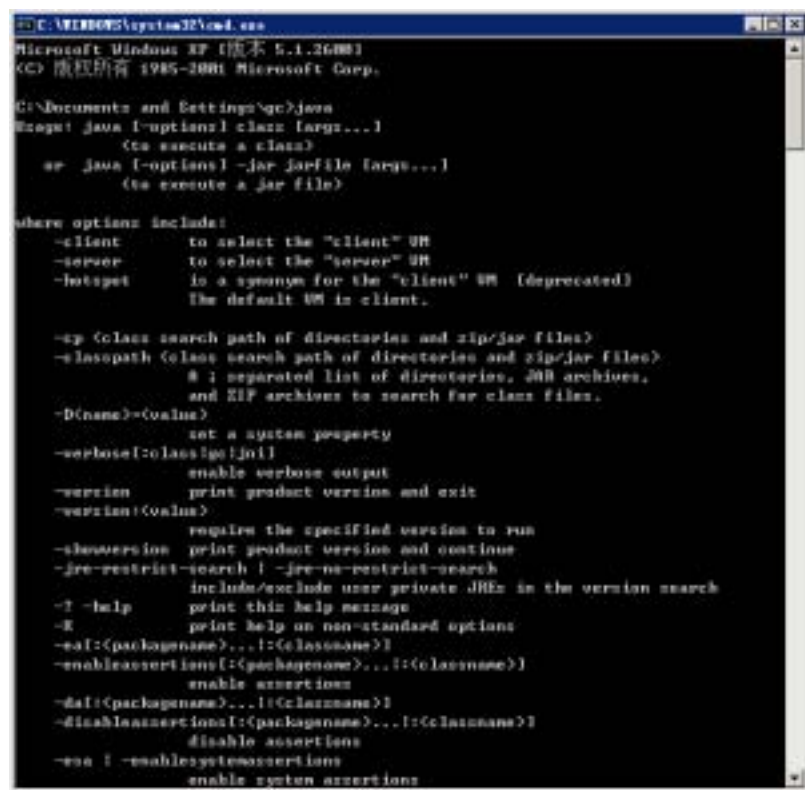 C:\WINDOWS\system32\cmd.exe
Microsoft Windows XP [版本 5.1.2600]
(C) 版权所有 1985-2001 Microsoft Corp.
C:\Documents and Settings\gc>java
Usage: java [-options] class [args...]
(to execute a class)
or java [-options] -jar jarfile [args...]
(to execute a jar file)
where options include:
-client to select the "client" VM
-server to select the "server" VM
-hotspot is a synonym for the "client" VM [deprecated]
The default VM is client.
-cp <class search path of directories and zip/jar files>
-classpath <class search path of directories and zip/jar files>
A ; separated list of directories, JAR archives,
and ZIP archives to search for class files.
-D<name>=<value>
set a system property
-verbose[:class|gc|jni]
enable verbose output
-version print product version and exit
-version:<value>
require the specified version to run
-showversion print product version and continue
-jre-restrict-search | -jre-no-restrict-search
include/exclude user private JREs in the version search
-? -help print this help message
-X print help on non-standard options
-ea[:<packagename>...|:<classname>]
-enableassertions[:<packagename>...|:<classname>]
enable assertions
-da[:<packagename>...|:<classname>]
-disableassertions[:<packagename>...|:<classname>]
disable assertions
-esa | -enablesystemassertions
enable system assertions